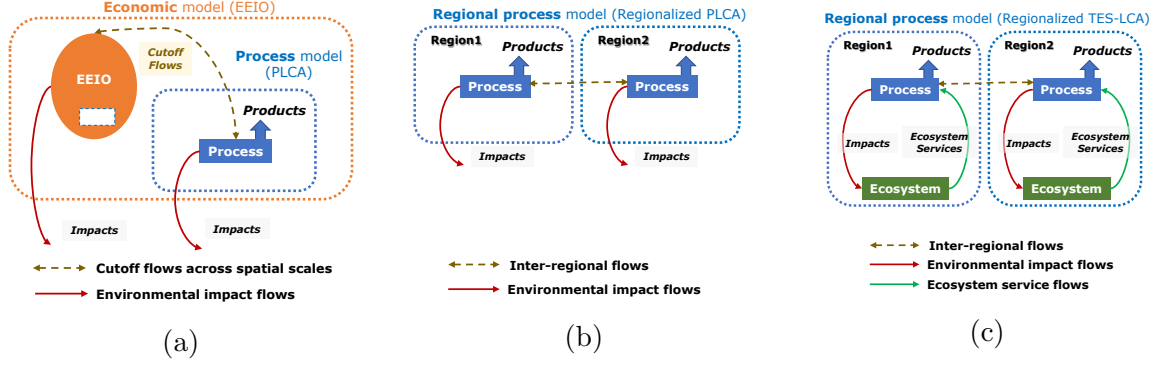 Economic model (EEIO)
Cutoff
Flows
EEIO
Process model
(PLCA)
Products
Process
Impacts
Impacts
Cutoff flows across spatial scales
Environmental impact flows
(a)
Regional process model (Regionalized PLCA)
Region1
Region2
Products
Products
Process
Process
Impacts
Impacts
Inter-regional flows
Environmental impact flows
(b)
Regional process model (Regionalized TES-LCA)
Region1
Region2
Products
Products
Process
Process
Impacts
Ecosystem
Services
Impacts
Ecosystem
Services
Ecosystem
Ecosystem
Inter-regional flows
Environmental impact flows
Ecosystem service flows
(c)